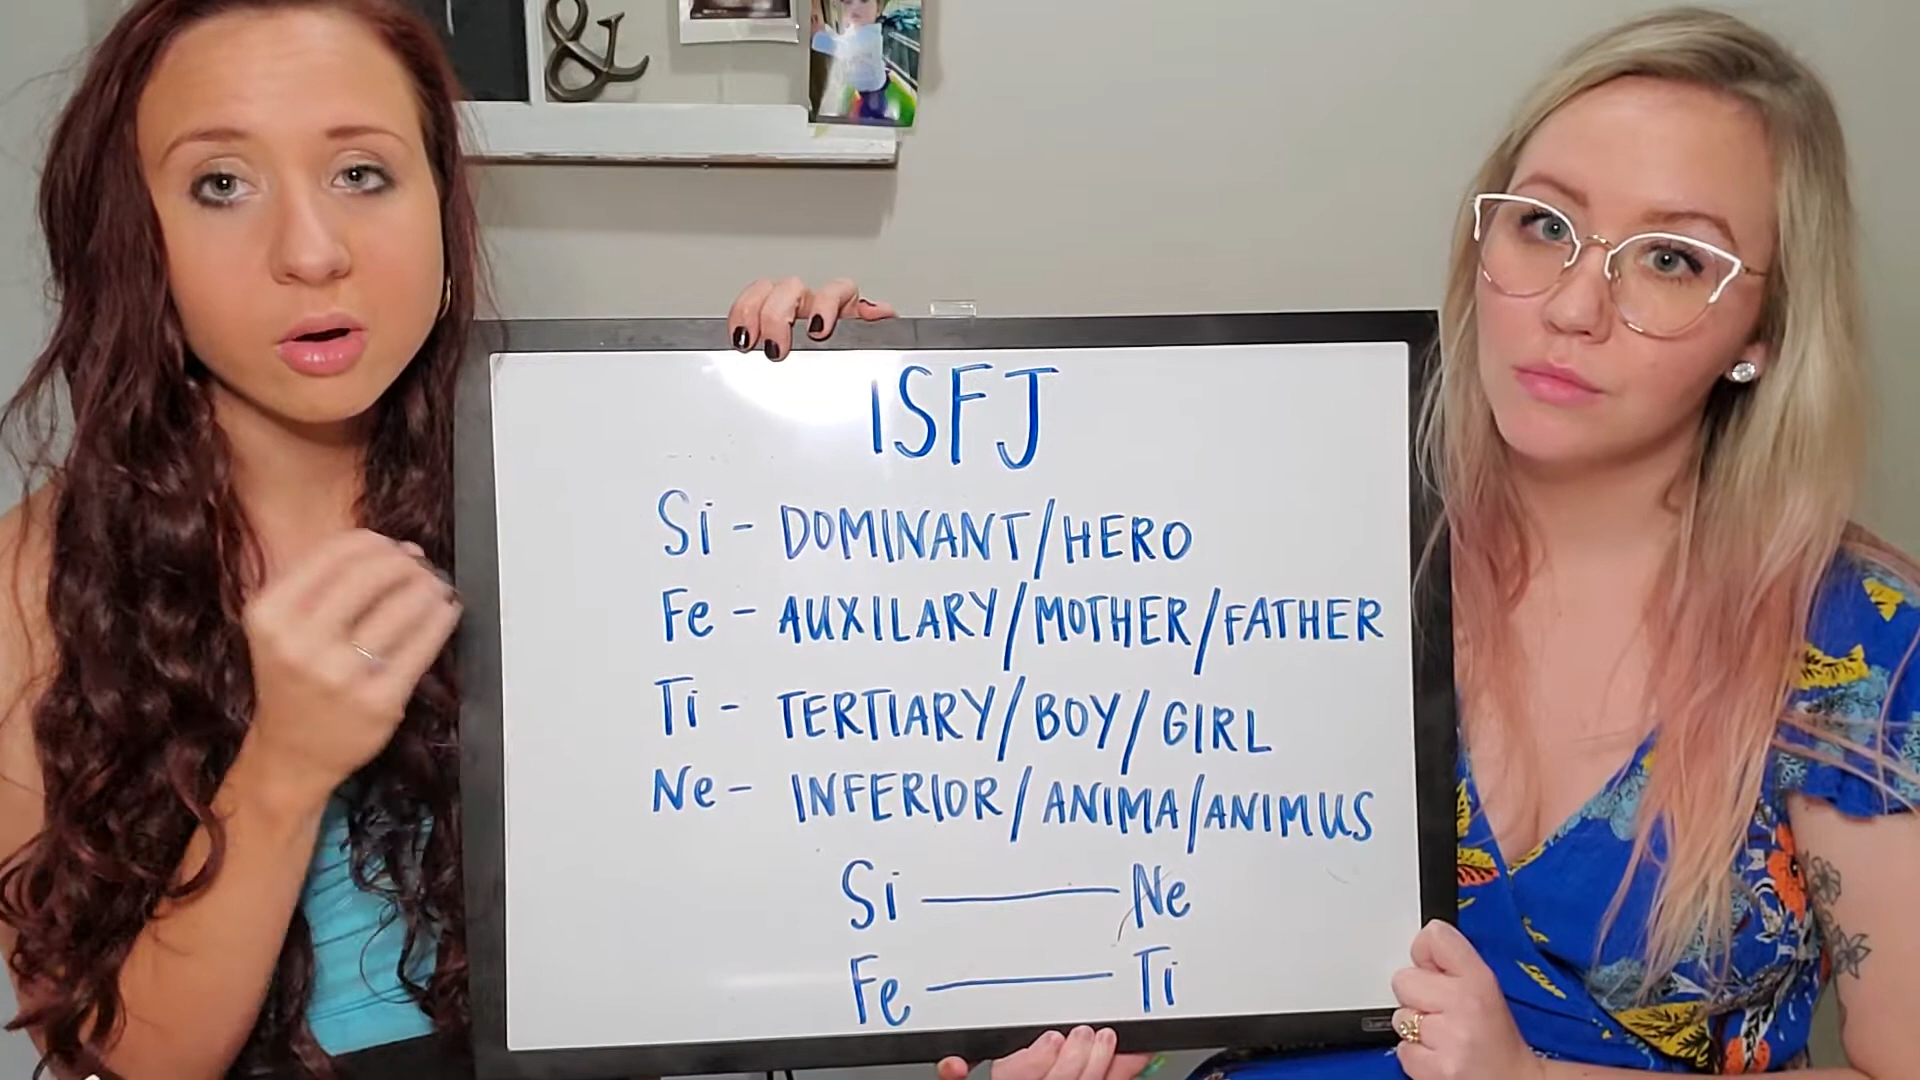 &
ISFJ
Si - DOMINANT/HERO
Fe - AUXILARY/MOTHER/FATHER
Ti - TERTIARY/BOY/GIRL
Ne - INFERIOR/ANIMA/ANIMUS
Si — Ne
Fe — Ti